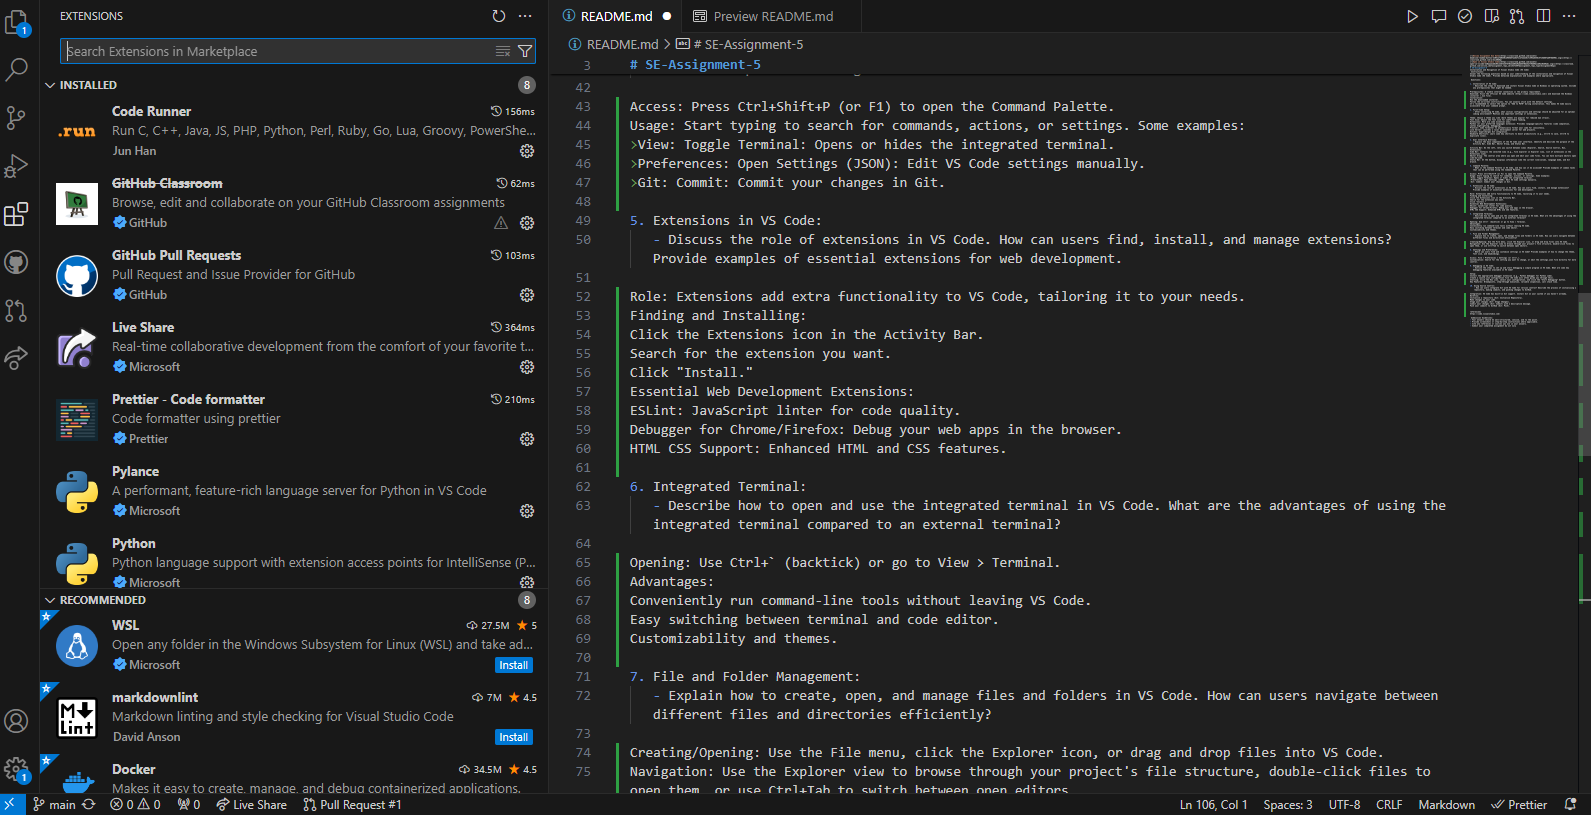 EXTENSIONS
Search Extensions in Marketplace
INSTALLED
8
Code Runner
156ms
.run
Run C, C++, Java, JS, PHP, Python, Perl, Ruby, Go, Lua, Groovy, PowerShe...
Jun Han
GitHub Classroom
62ms
Browse, edit and collaborate on your GitHub Classroom assignments
GitHub
GitHub Pull Requests
103ms
Pull Request and Issue Provider for GitHub
GitHub
Live Share
364ms
Real-time collaborative development from the comfort of your favorite t...
Microsoft
Prettier - Code formatter
210ms
Code formatter using prettier
Prettier
Pylance
A performant, feature-rich language server for Python in VS Code
Microsoft
Python
Python language support with extension access points for IntelliSense (P...
Microsoft
RECOMMENDED
8
WSL
27.5M
5
Open any folder in the Windows Subsystem for Linux (WSL) and take ad...
Microsoft
Install
markdownlint
7M
4.5
Markdown linting and style checking for Visual Studio Code
David Anson
Install
Docker
34.5M
4.5
Makes it easy to create, manage, and debug containerized applications.
1
1
README.md
Preview README.md
README.md > # SE-Assignment-5
3 # SE-Assignment-5
42
43 Access: Press Ctrl+Shift+P (or F1) to open the Command Palette.
44 Usage: Start typing to search for commands, actions, or settings. Some examples:
45 >View: Toggle Terminal: Opens or hides the integrated terminal.
46 >Preferences: Open Settings (JSON): Edit VS Code settings manually.
47 >Git: Commit: Commit your changes in Git.
48
49 5. Extensions in VS Code:
50 - Discuss the role of extensions in VS Code. How can users find, install, and manage extensions?
Provide examples of essential extensions for web development.
51
52 Role: Extensions add extra functionality to VS Code, tailoring it to your needs.
53 Finding and Installing:
54 Click the Extensions icon in the Activity Bar.
55 Search for the extension you want.
56 Click "Install."
57 Essential Web Development Extensions:
58 ESLint: JavaScript linter for code quality.
59 Debugger for Chrome/Firefox: Debug your web apps in the browser.
60 HTML CSS Support: Enhanced HTML and CSS features.
61
62 6. Integrated Terminal:
63 - Describe how to open and use the integrated terminal in VS Code. What are the advantages of using the
integrated terminal compared to an external terminal?
64
65 Opening: Use Ctrl+` (backtick) or go to View > Terminal.
66 Advantages:
67 Conveniently run command-line tools without leaving VS Code.
68 Easy switching between terminal and code editor.
69 Customizability and themes.
70
71 7. File and Folder Management:
72 - Explain how to create, open, and manage files and folders in VS Code. How can users navigate between
different files and directories efficiently?
73
74 Creating/Opening: Use the File menu, click the Explorer icon, or drag and drop files into VS Code.
75 Navigation: Use the Explorer view to browse through your project's file structure, double-click files to
open them, or use Ctrl+Tab to switch between open editors.
main
0
0
0
Live Share
Pull Request #1
Ln 106, Col 1
Spaces: 3
UTF-8
CRLF
Markdown
Prettier